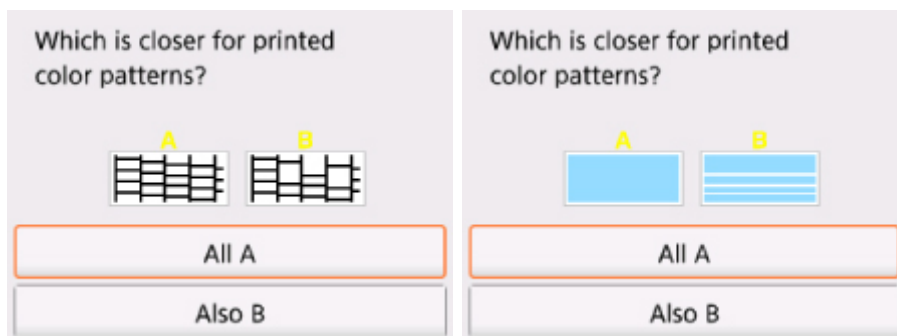 Which is closer for printed
color patterns?
A B
All A
Also B
Which is closer for printed
color patterns?
A B
All A
Also B